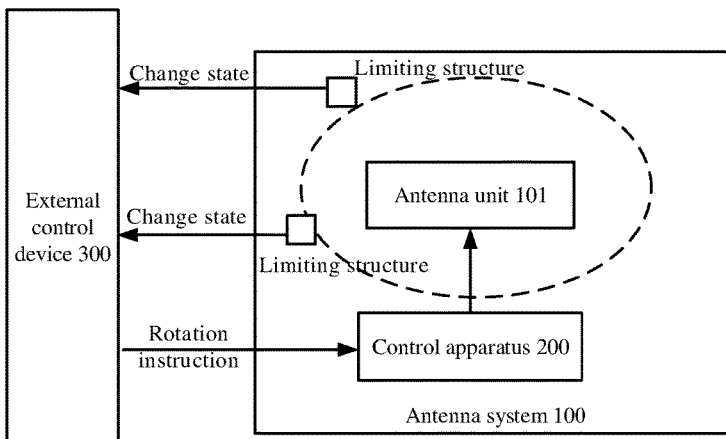 Change state
Limiting structure
Antenna unit 101
External
control
device 300
Change state
Limiting structure
Rotation
instruction
Control apparatus 200
Antenna system 100